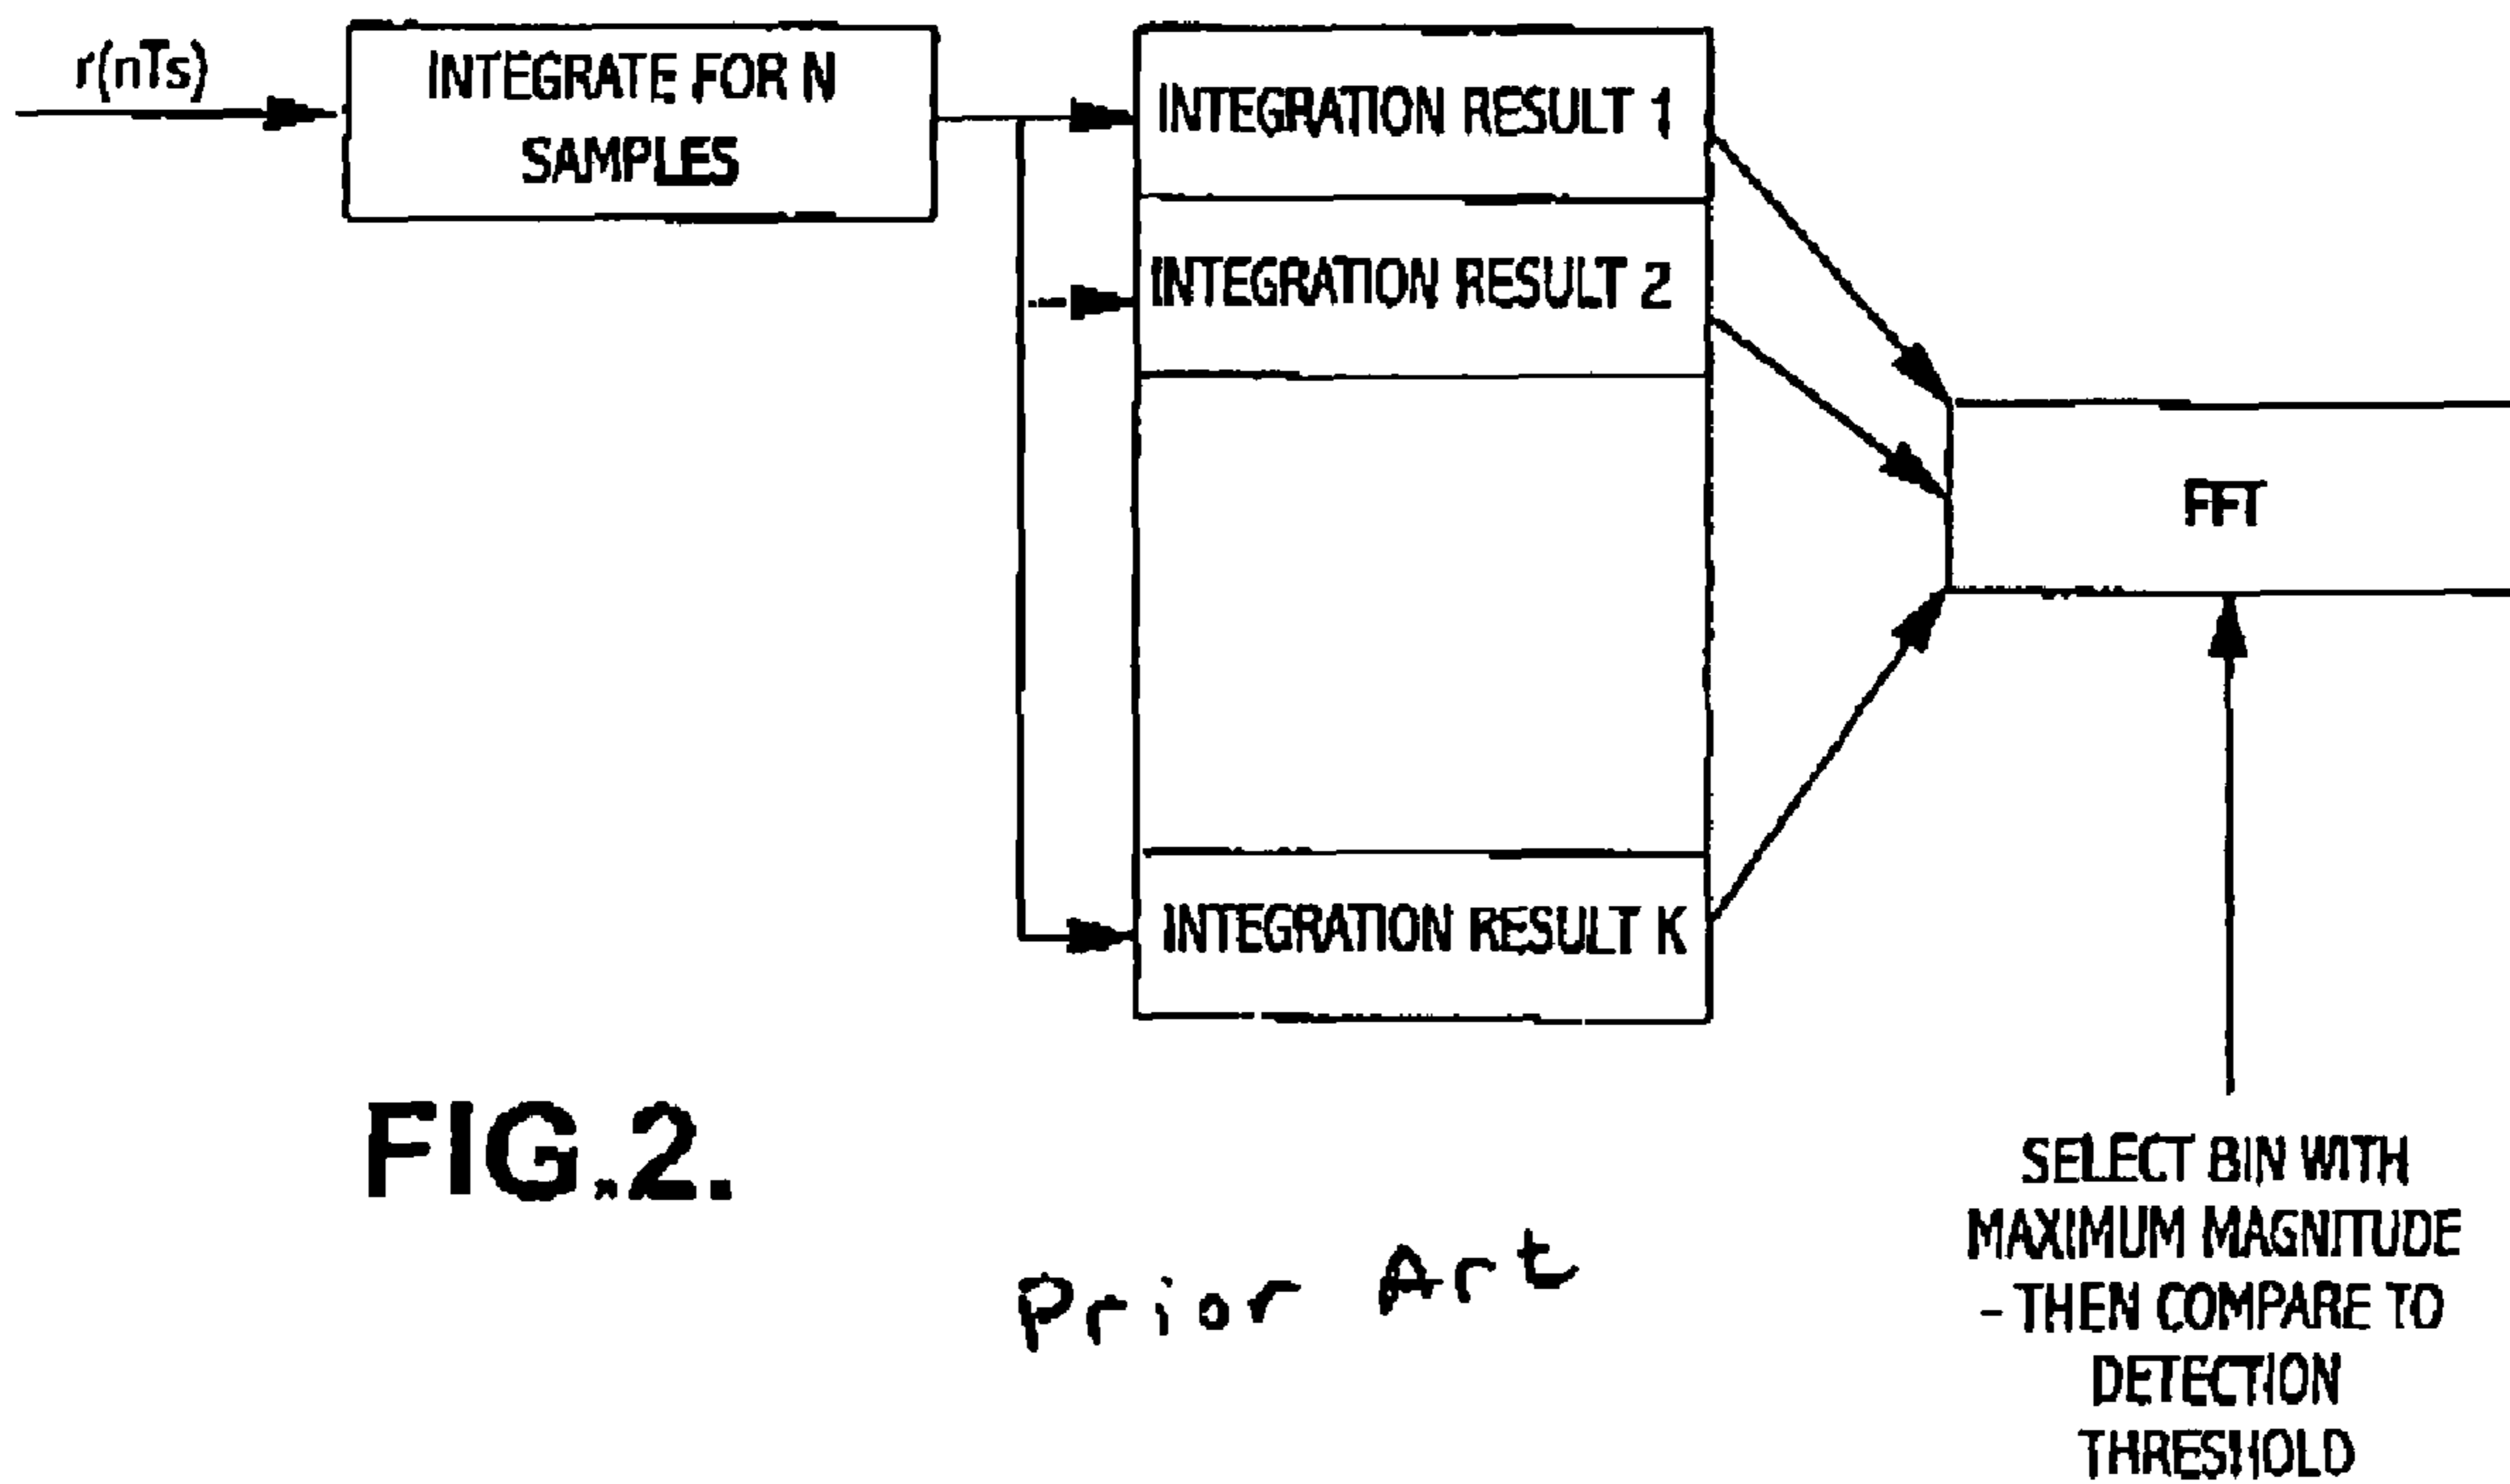 r(nTs)
INTEGRATE FOR N
SAMPLES
INTEGRATION RESULT 1
INTEGRATION RESULT 2
FFT
INTEGRATION RESULT K
FIG.2.
Prior Art
SELECT BIN WITH
MAXIMUM MAGNITUDE
- THEN COMPARE TO
DETECTION
THRESHOLD